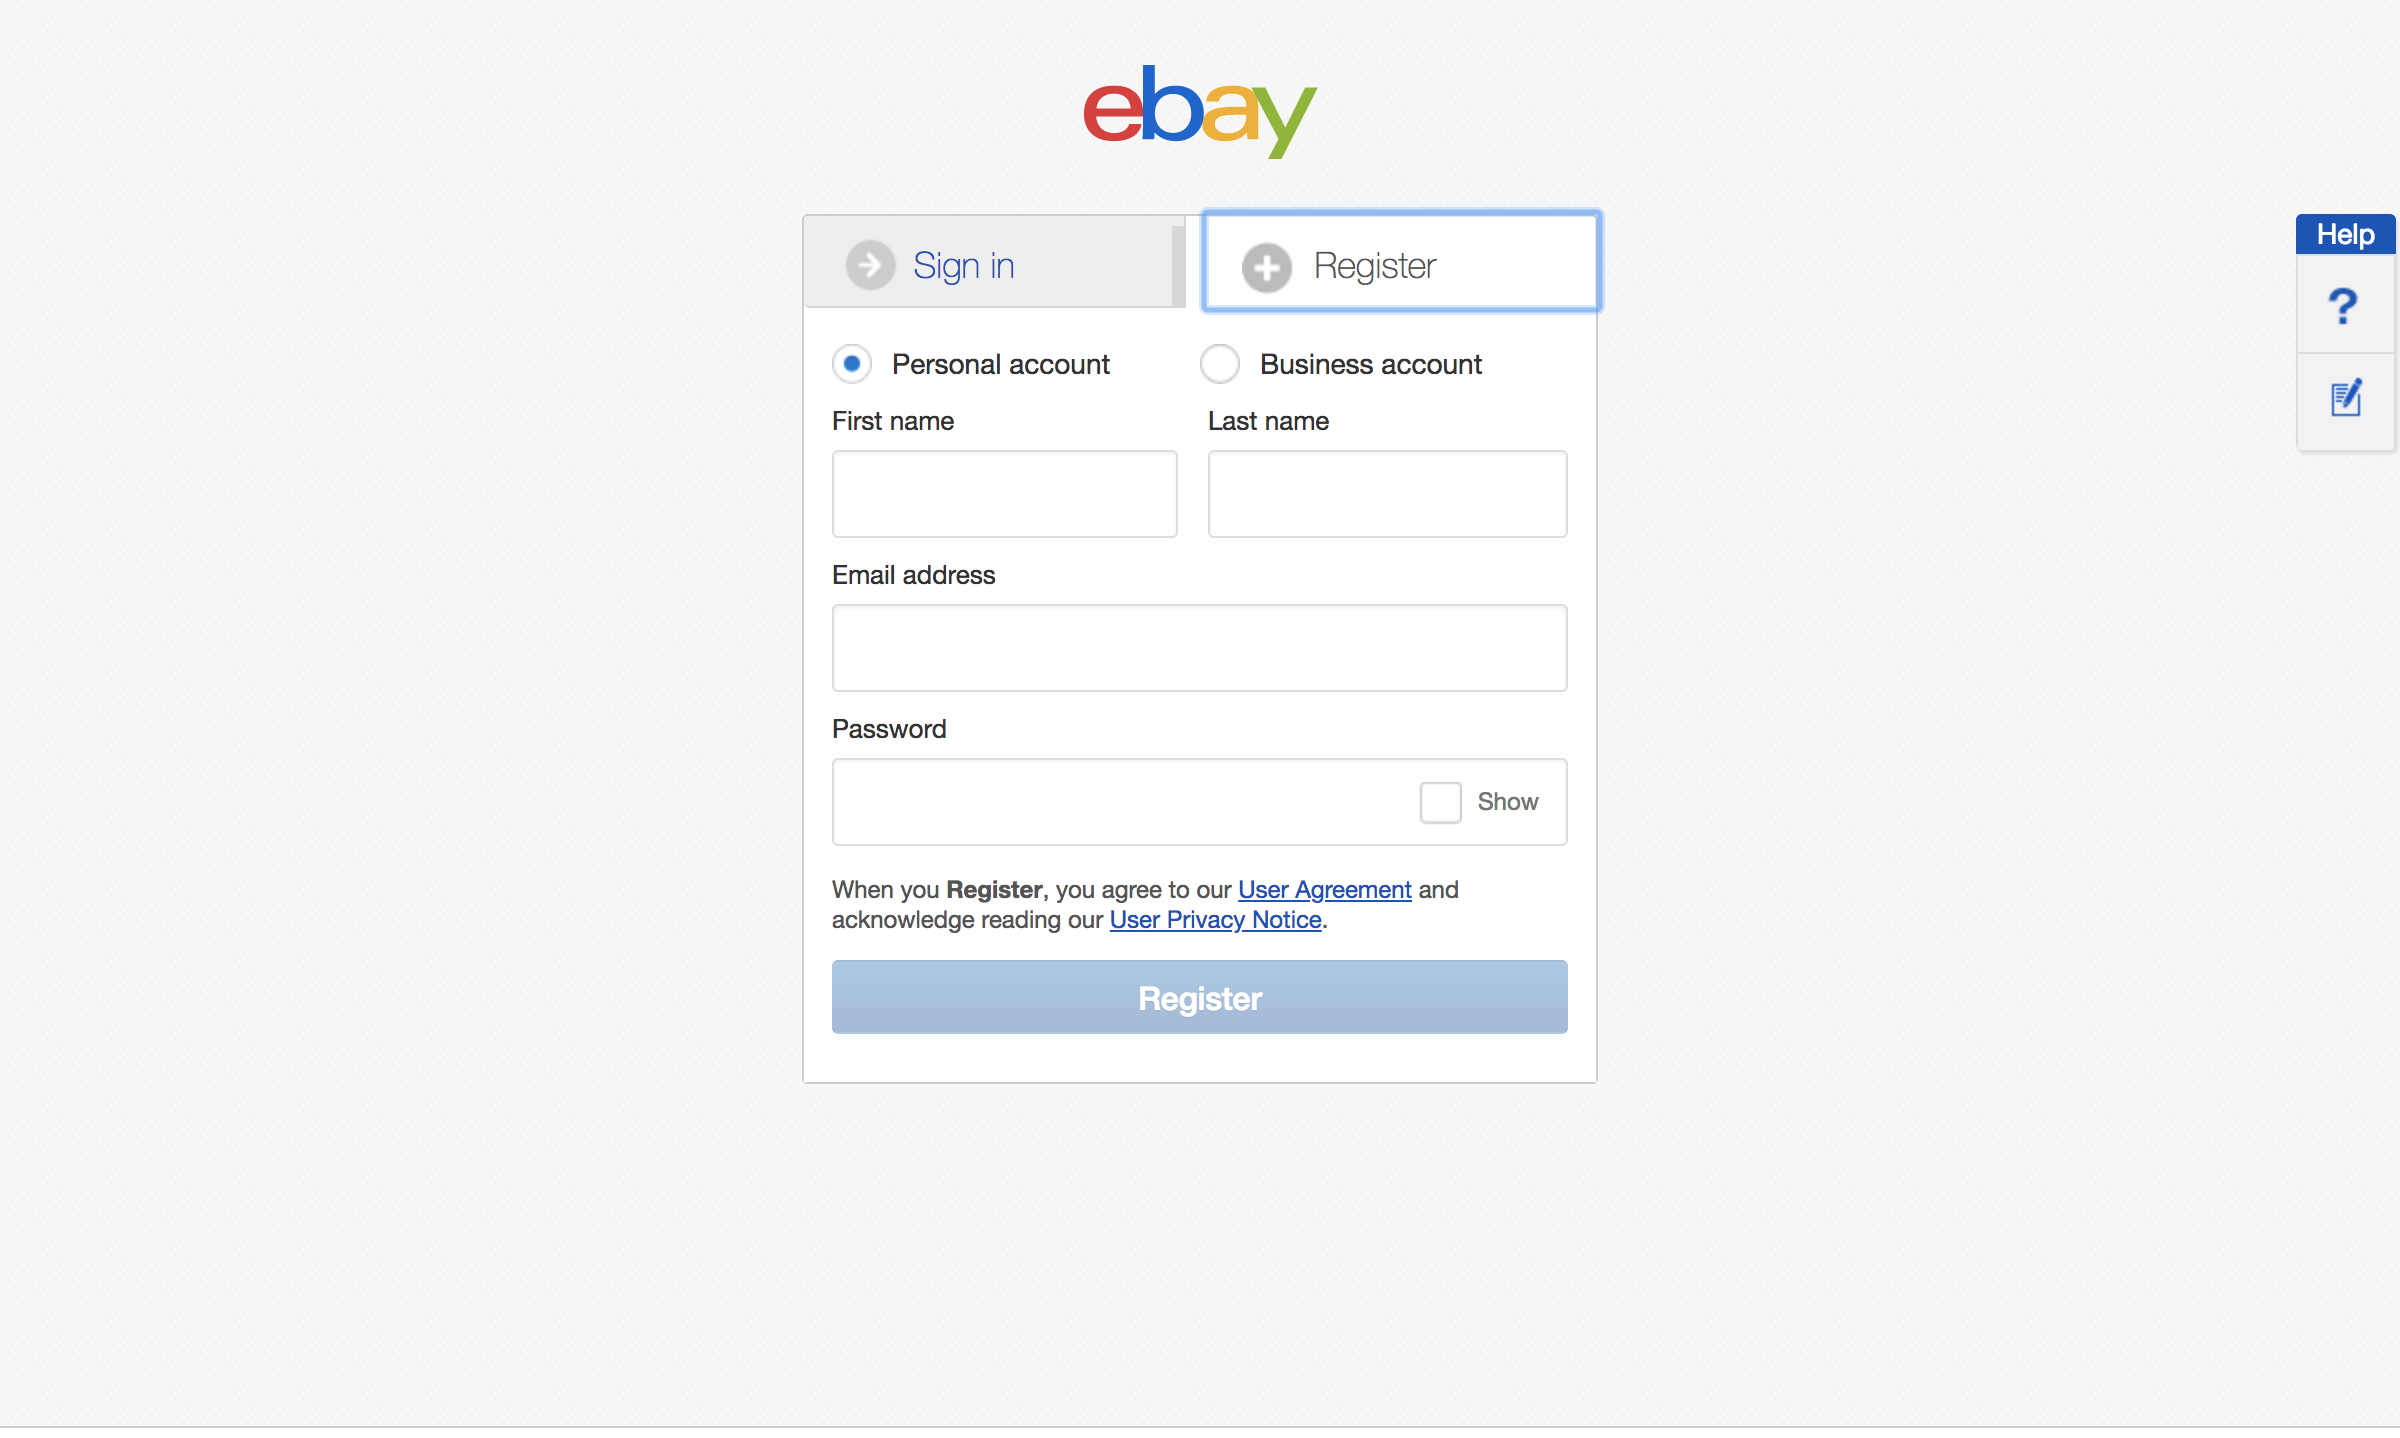 ebay
Sign in
Register
Help
?
Personal account
Business account
First name
Last name
Email address
Password
Show
When you Register, you agree to our User Agreement and
acknowledge reading our User Privacy Notice.
Register